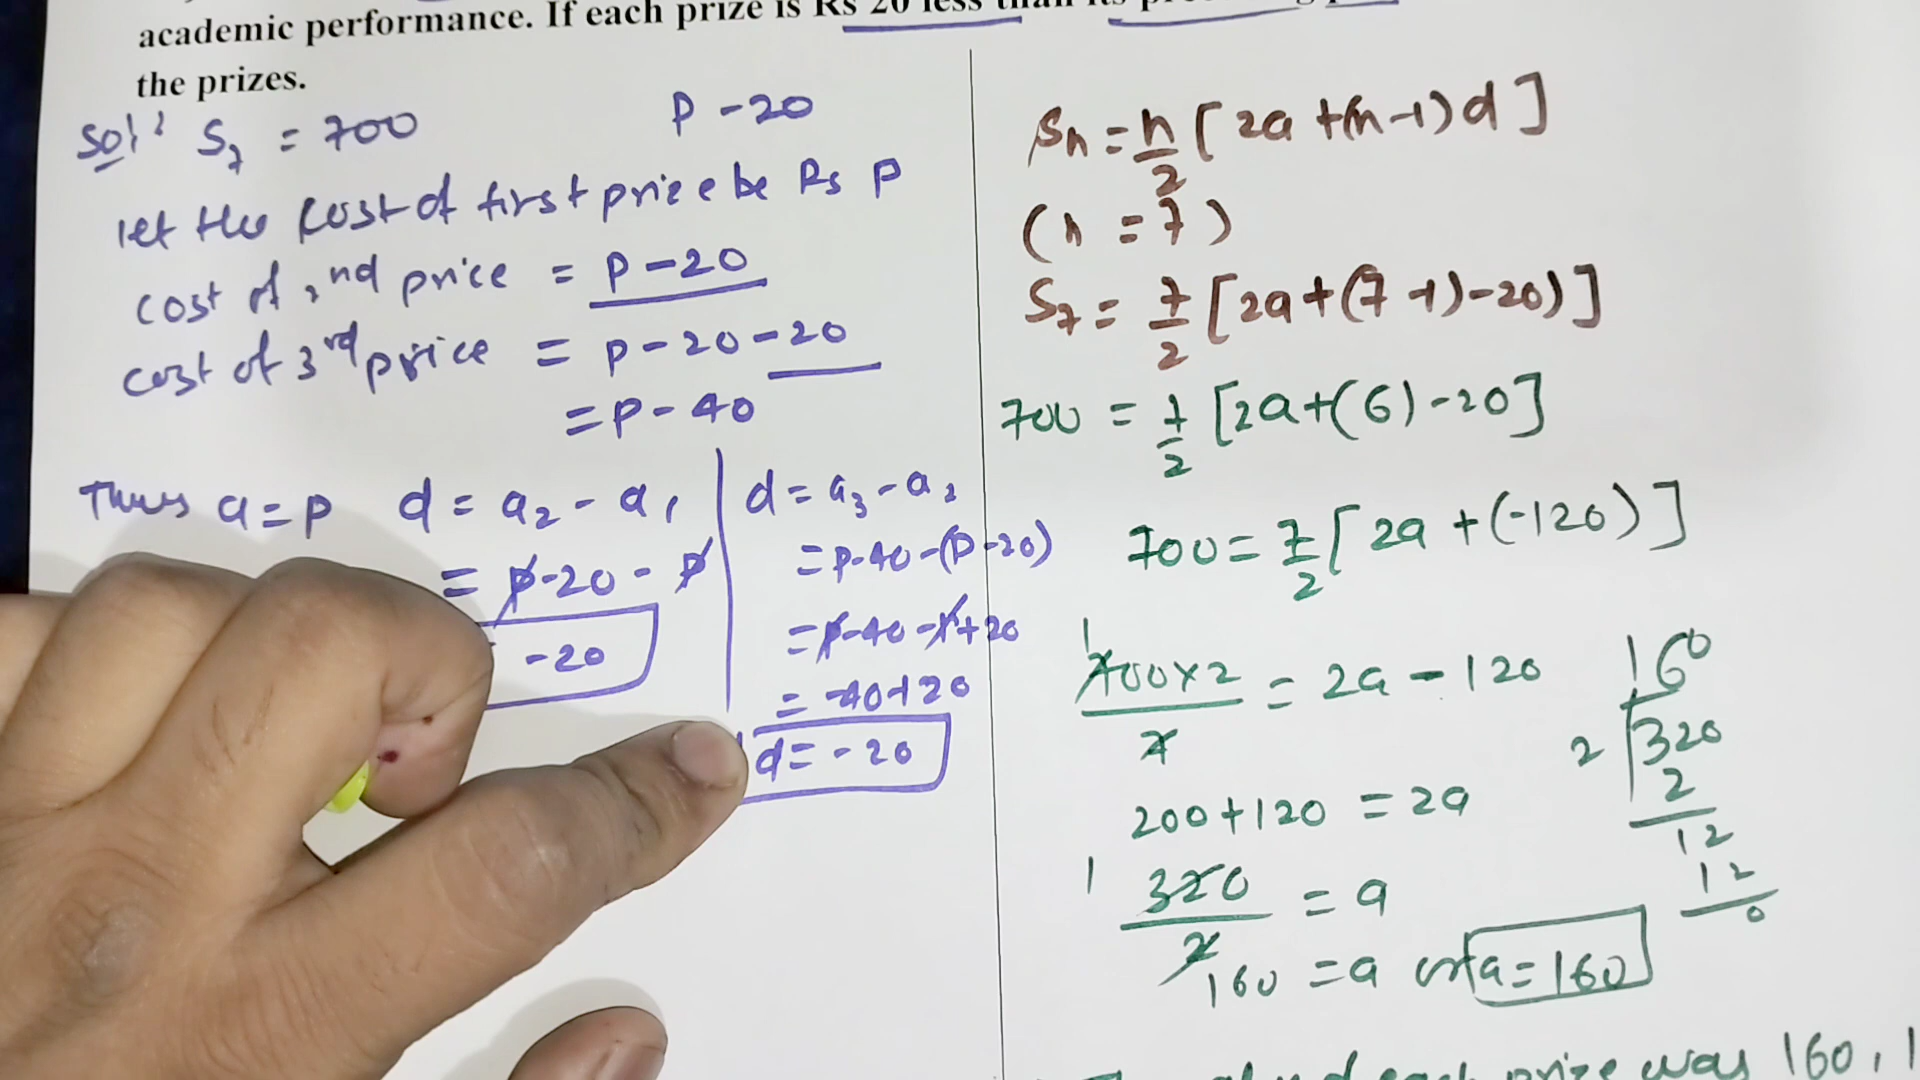 academic performance. If each prize is Rs 20 less than its
the prizes.
Sol: S₇ = 700
P - 20
let the cost of first prize be Rs P
cost of 2nd price = P - 20
cost of 3rd price = P - 20 - 20
= P - 40
Thus a = P
d = a₂ - a₁
= P - 20 - P
- 20
d = a₃ - a₂
= P - 40 - (P - 20)
= P - 40 - P + 20
= -40 + 20
d = - 20
Sn = n/2 [ 2a + (n-1) d ]
(n = 7)
S₇ = 7/2 [2a + (7 - 1) - 20)]
700 = 7/2 [2a + (6) - 20]
700 = 7/2 [ 2a + (-120) ]
1
700 × 2 / 7 = 2a - 120
200 + 120 = 2a
1
320 / 2 = a
160 = a or a = 160
160
2 320
2
12
12
0
each prize was 160,